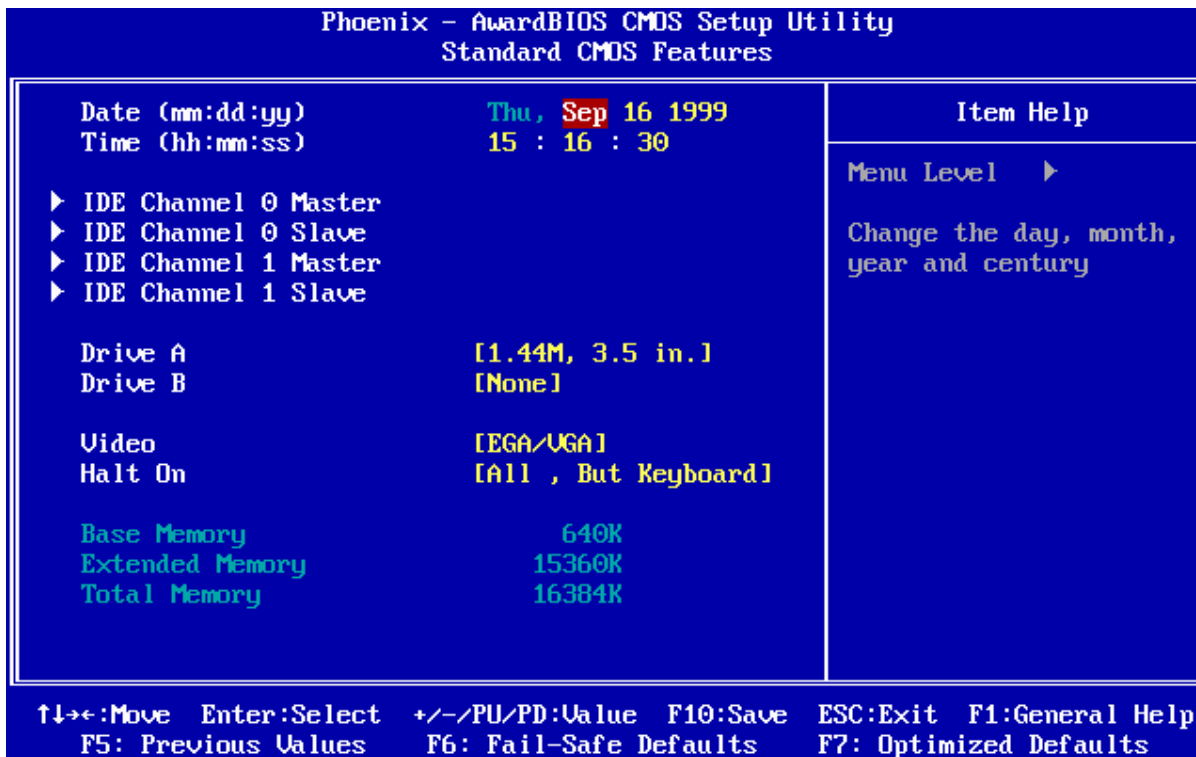 Phoenix - AwardBIOS CMOS Setup Utility
Standard CMOS Features
Date (mm:dd:yy) Thu, Sep 16 1999
Time (hh:mm:ss) 15 : 16 : 30
IDE Channel 0 Master
IDE Channel 0 Slave
IDE Channel 1 Master
IDE Channel 1 Slave
Drive A [1.44M, 3.5 in.]
Drive B [None]
Video [EGA/VGA]
Halt On [All , But Keyboard]
Base Memory 640K
Extended Memory 15360K
Total Memory 16384K
Item Help
Menu Level
Change the day, month,
year and century
↑↓→←:Move Enter:Select +/-/PU/PD:Value F10:Save ESC:Exit F1:General Help
F5: Previous Values F6: Fail-Safe Defaults F7: Optimized Defaults